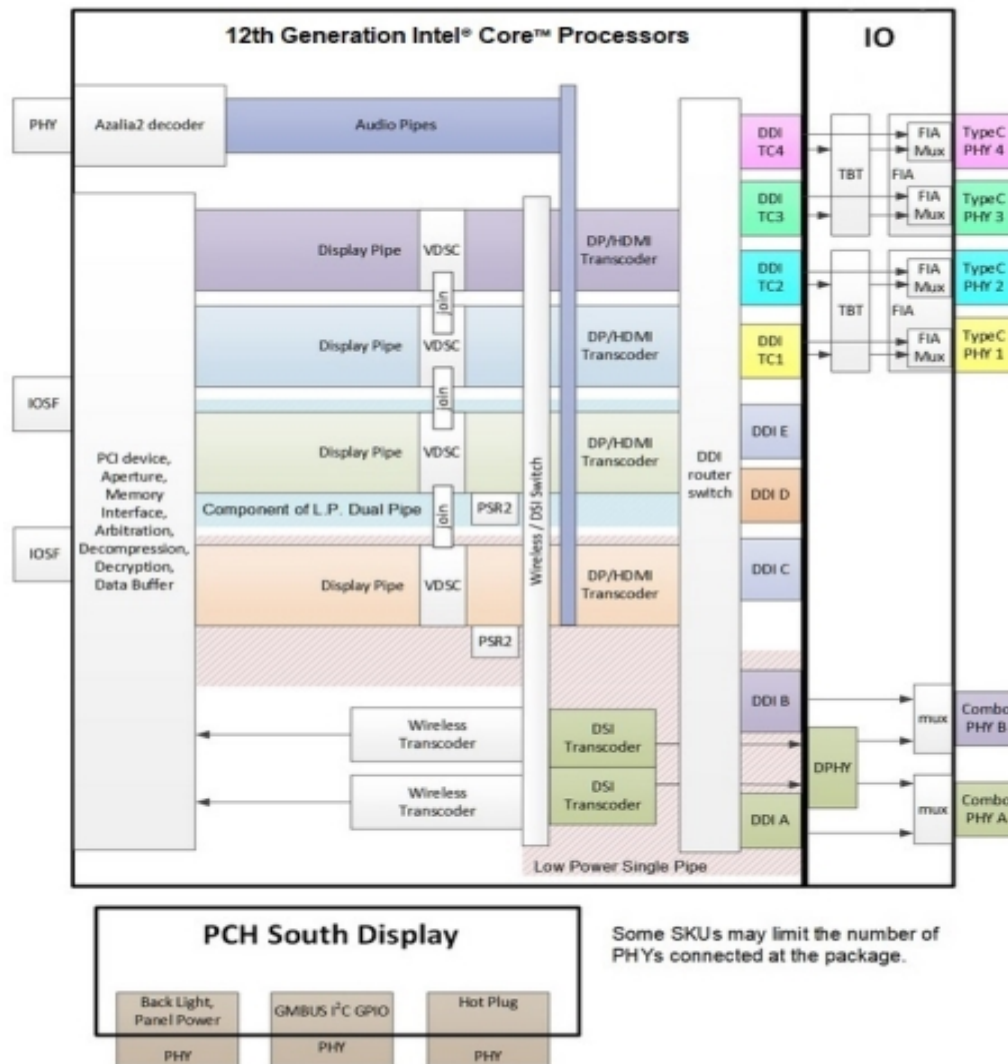 12th Generation Intel® Core™ Processors
IO
PHY
Azalia2 decoder
Audio Pipes
DDI
TC4
TBT
FIA
Mux
FIA
TypeC
PHY 4
DDI
TC3
FIA
Mux
TypeC
PHY 3
Display Pipe
VDSC
DP/HDMI
Transcoder
DDI
TC2
TBT
FIA
Mux
FIA
TypeC
PHY 2
join
Display Pipe
VDSC
DP/HDMI
Transcoder
DDI
TC1
FIA
Mux
TypeC
PHY 1
IOSF
join
DDI E
PCI device,
Aperture,
Memory
Interface,
Arbitration,
Decompression,
Decryption,
Data Buffer
Display Pipe
VDSC
DP/HDMI
Transcoder
DDI
router
switch
DDI D
Component of L.P. Dual Pipe
join
PSR2
Wireless / DSI Switch
IOSF
DDI C
Display Pipe
VDSC
DP/HDMI
Transcoder
PSR2
DDI B
mux
Combo
PHY B
Wireless
Transcoder
DSI
Transcoder
DPHY
Wireless
Transcoder
DSI
Transcoder
DDI A
mux
Combo
PHY A
Low Power Single Pipe
PCH South Display
Some SKUs may limit the number of
PHYs connected at the package.
Back Light,
Panel Power
GMBUS I²C GPIO
Hot Plug
PHY
PHY
PHY